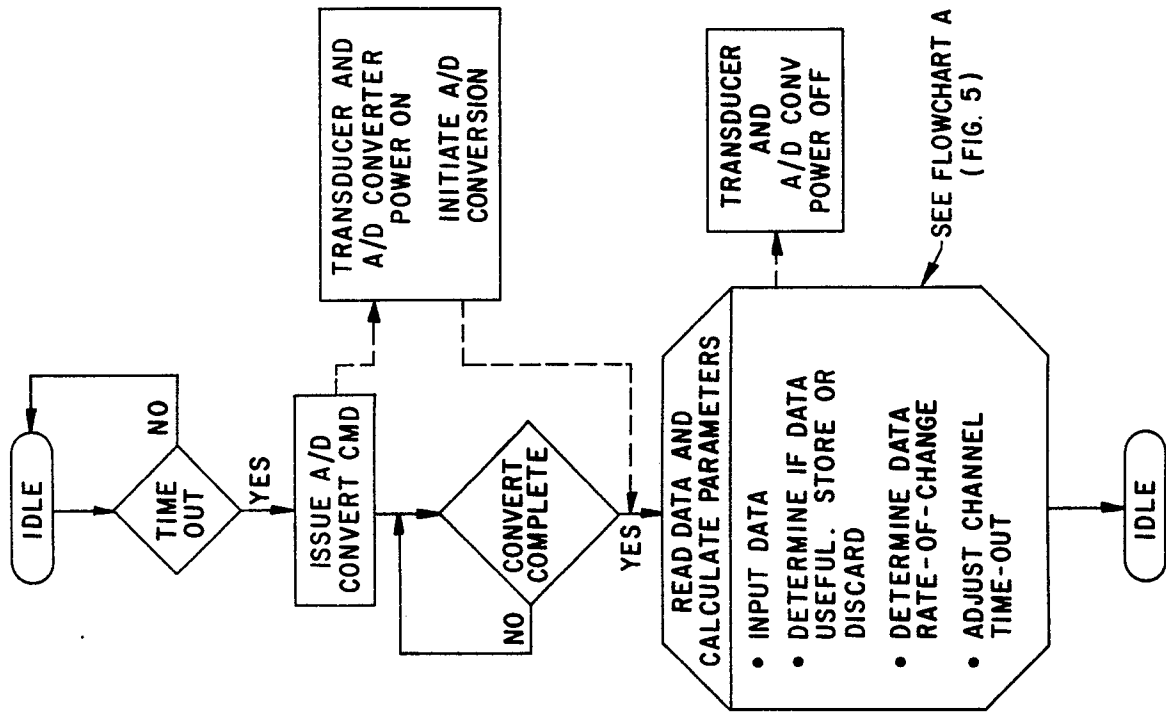 IDLE
TIME
OUT
NO
YES
ISSUE A/D
CONVERT CMD
TRANSDUCER AND
A/D CONVERTER
POWER ON
INITIATE A/D
CONVERSION
CONVERT
COMPLETE
NO
YES
READ DATA AND
CALCULATE PARAMETERS
• INPUT DATA
• DETERMINE IF DATA
USEFUL. STORE OR
DISCARD
• DETERMINE DATA
RATE-OF-CHANGE
• ADJUST CHANNEL
TIME-OUT
TRANSDUCER
AND
A/D CONV
POWER OFF
SEE FLOWCHART A
(FIG. 5)
IDLE